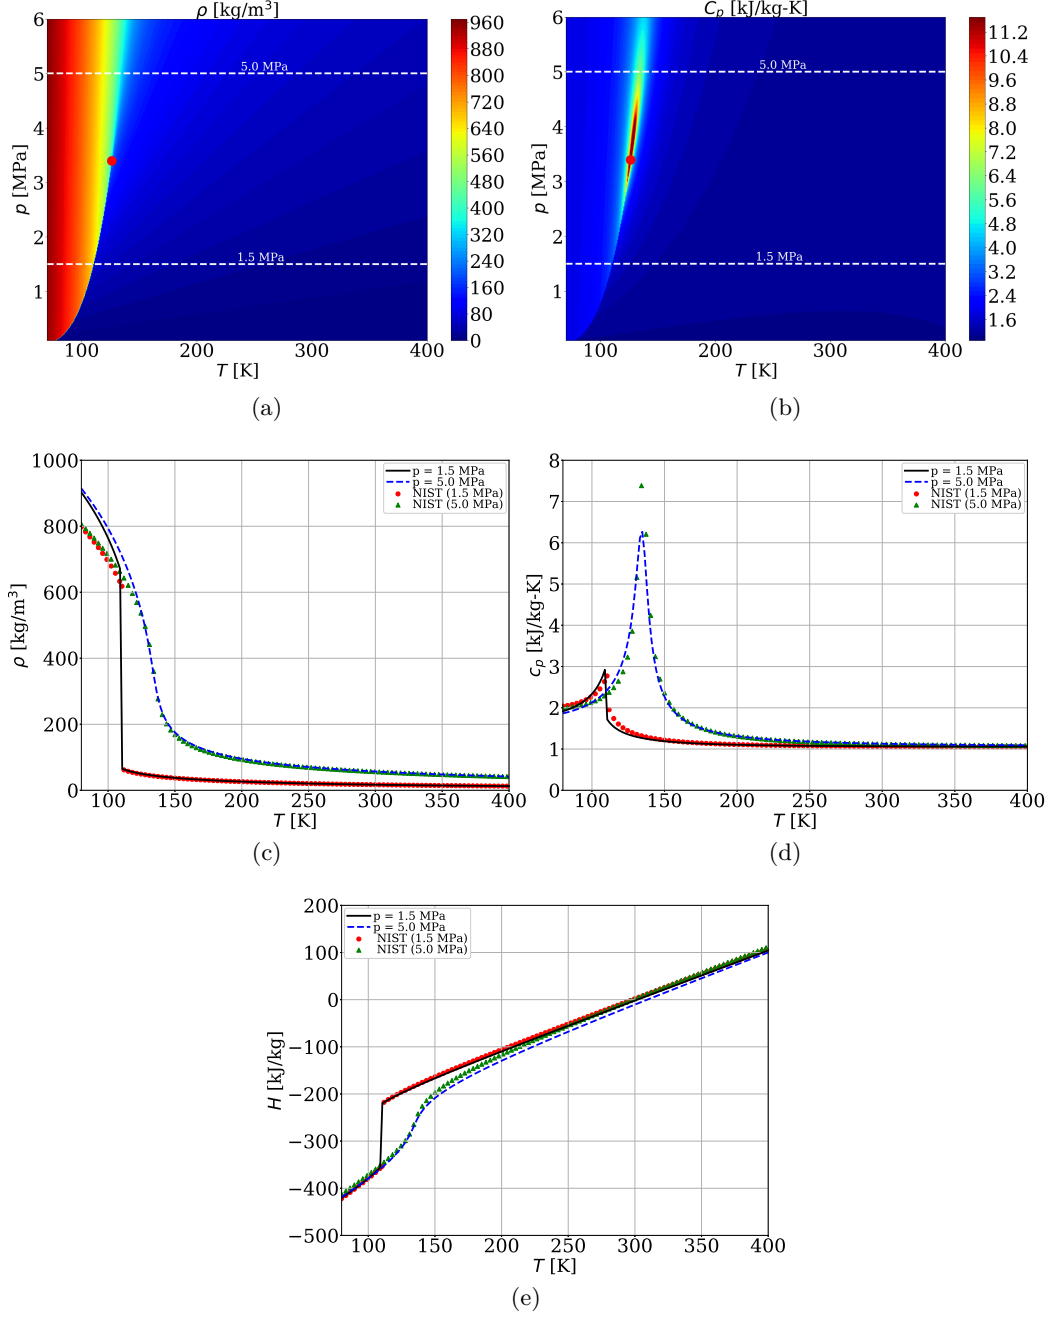 ρ [kg/m³]
6
5
4
3
2
1
p [MPa]
5.0 MPa
1.5 MPa
100
200
300
400
T [K]
960
880
800
720
640
560
480
400
320
240
160
80
0
(a)
C_p [kJ/kg-K]
6
5
4
3
2
1
p [MPa]
5.0 MPa
1.5 MPa
100
200
300
400
T [K]
11.2
10.4
9.6
8.8
8.0
7.2
6.4
5.6
4.8
4.0
3.2
2.4
1.6
(b)
1000
800
600
400
200
0
ρ [kg/m³]
p = 1.5 MPa
p = 5.0 MPa
NIST (1.5 MPa)
NIST (5.0 MPa)
100
150
200
250
300
350
400
T [K]
(c)
8
7
6
5
4
3
2
1
0
c_p [kJ/kg-K]
p = 1.5 MPa
p = 5.0 MPa
NIST (1.5 MPa)
NIST (5.0 MPa)
100
150
200
250
300
350
400
T [K]
(d)
200
100
0
−100
−200
−300
−400
−500
H [kJ/kg]
p = 1.5 MPa
p = 5.0 MPa
NIST (1.5 MPa)
NIST (5.0 MPa)
100
150
200
250
300
350
400
T [K]
(e)